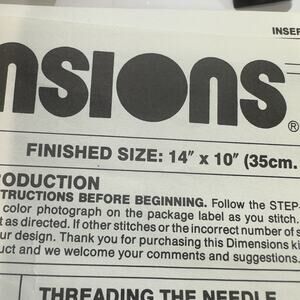 INSER
NSIONS®
FINISHED SIZE: 14" x 10" (35cm.
RODUCTION
TRUCTIONS BEFORE BEGINNING. Follow the STEP-
color photograph on the package label as you stitch.
t as directed. If other stitches or the incorrect number of s
ur design. Thank you for purchasing this Dimensions ki
uct and we welcome your comments and suggestions.
THREADING THE NEEDLE